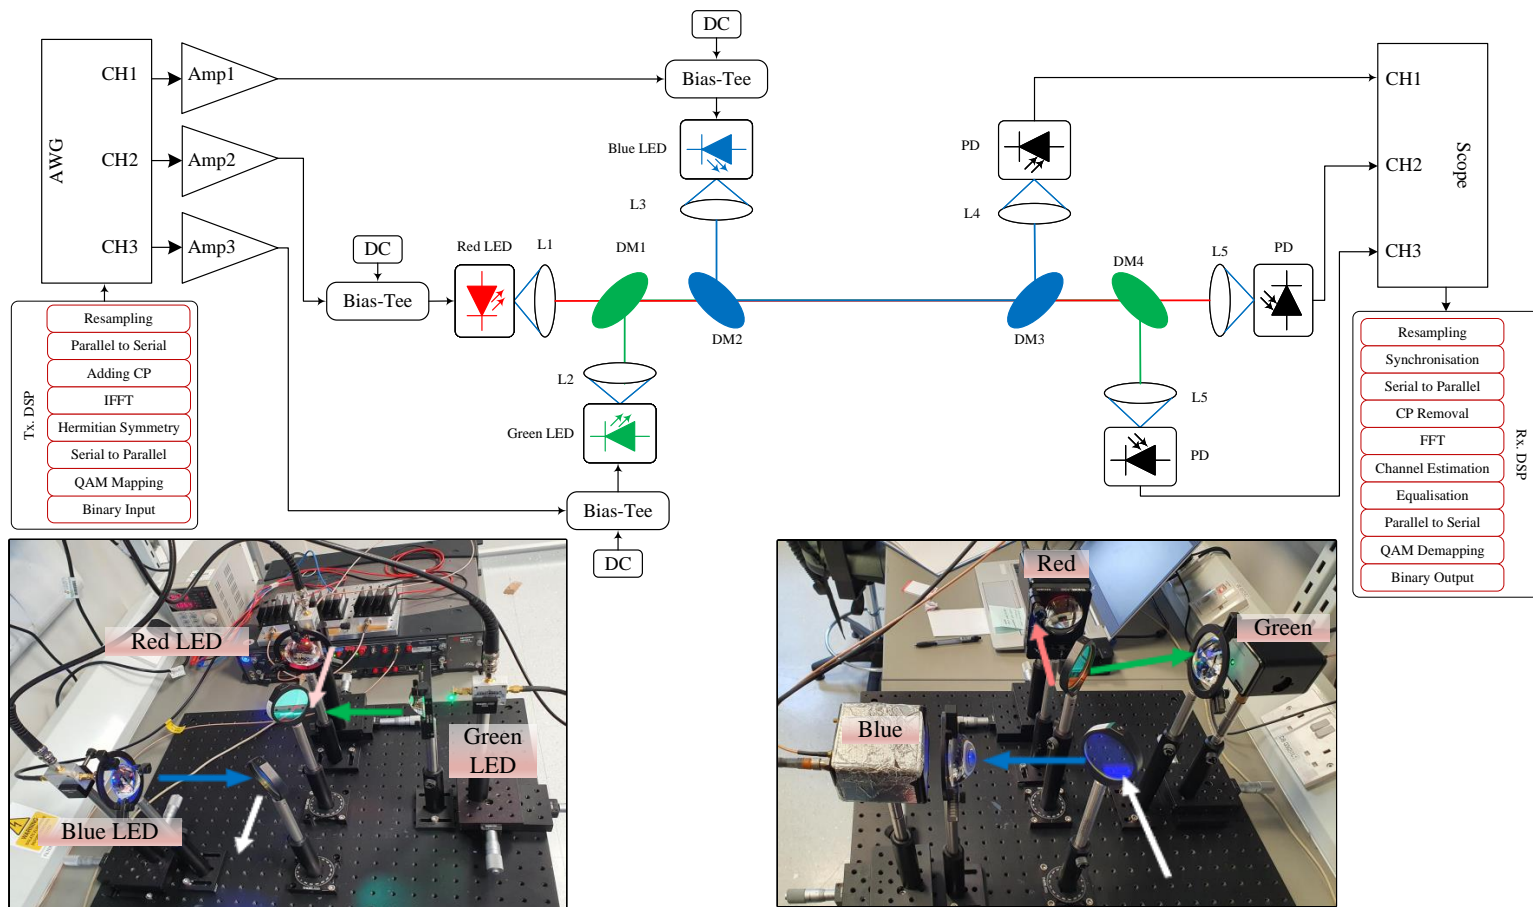 DC
AWG
CH1
CH2
CH3
Amp1
Amp2
Amp3
Bias-Tee
Blue LED
L3
DC
Bias-Tee
Red LED
L1
DM1
DM2
L2
Green LED
Bias-Tee
DC
PD
L4
DM3
DM4
L5
PD
L5
PD
CH1
CH2
CH3
Scope
Tx. DSP
Resampling
Parallel to Serial
Adding CP
IFFT
Hermitian Symmetry
Serial to Parallel
QAM Mapping
Binary Input
Rx. DSP
Resampling
Synchronisation
Serial to Parallel
CP Removal
FFT
Channel Estimation
Equalisation
Parallel to Serial
QAM Demapping
Binary Output
Red LED
Green
LED
Blue LED
WARNING
Red
Green
Blue